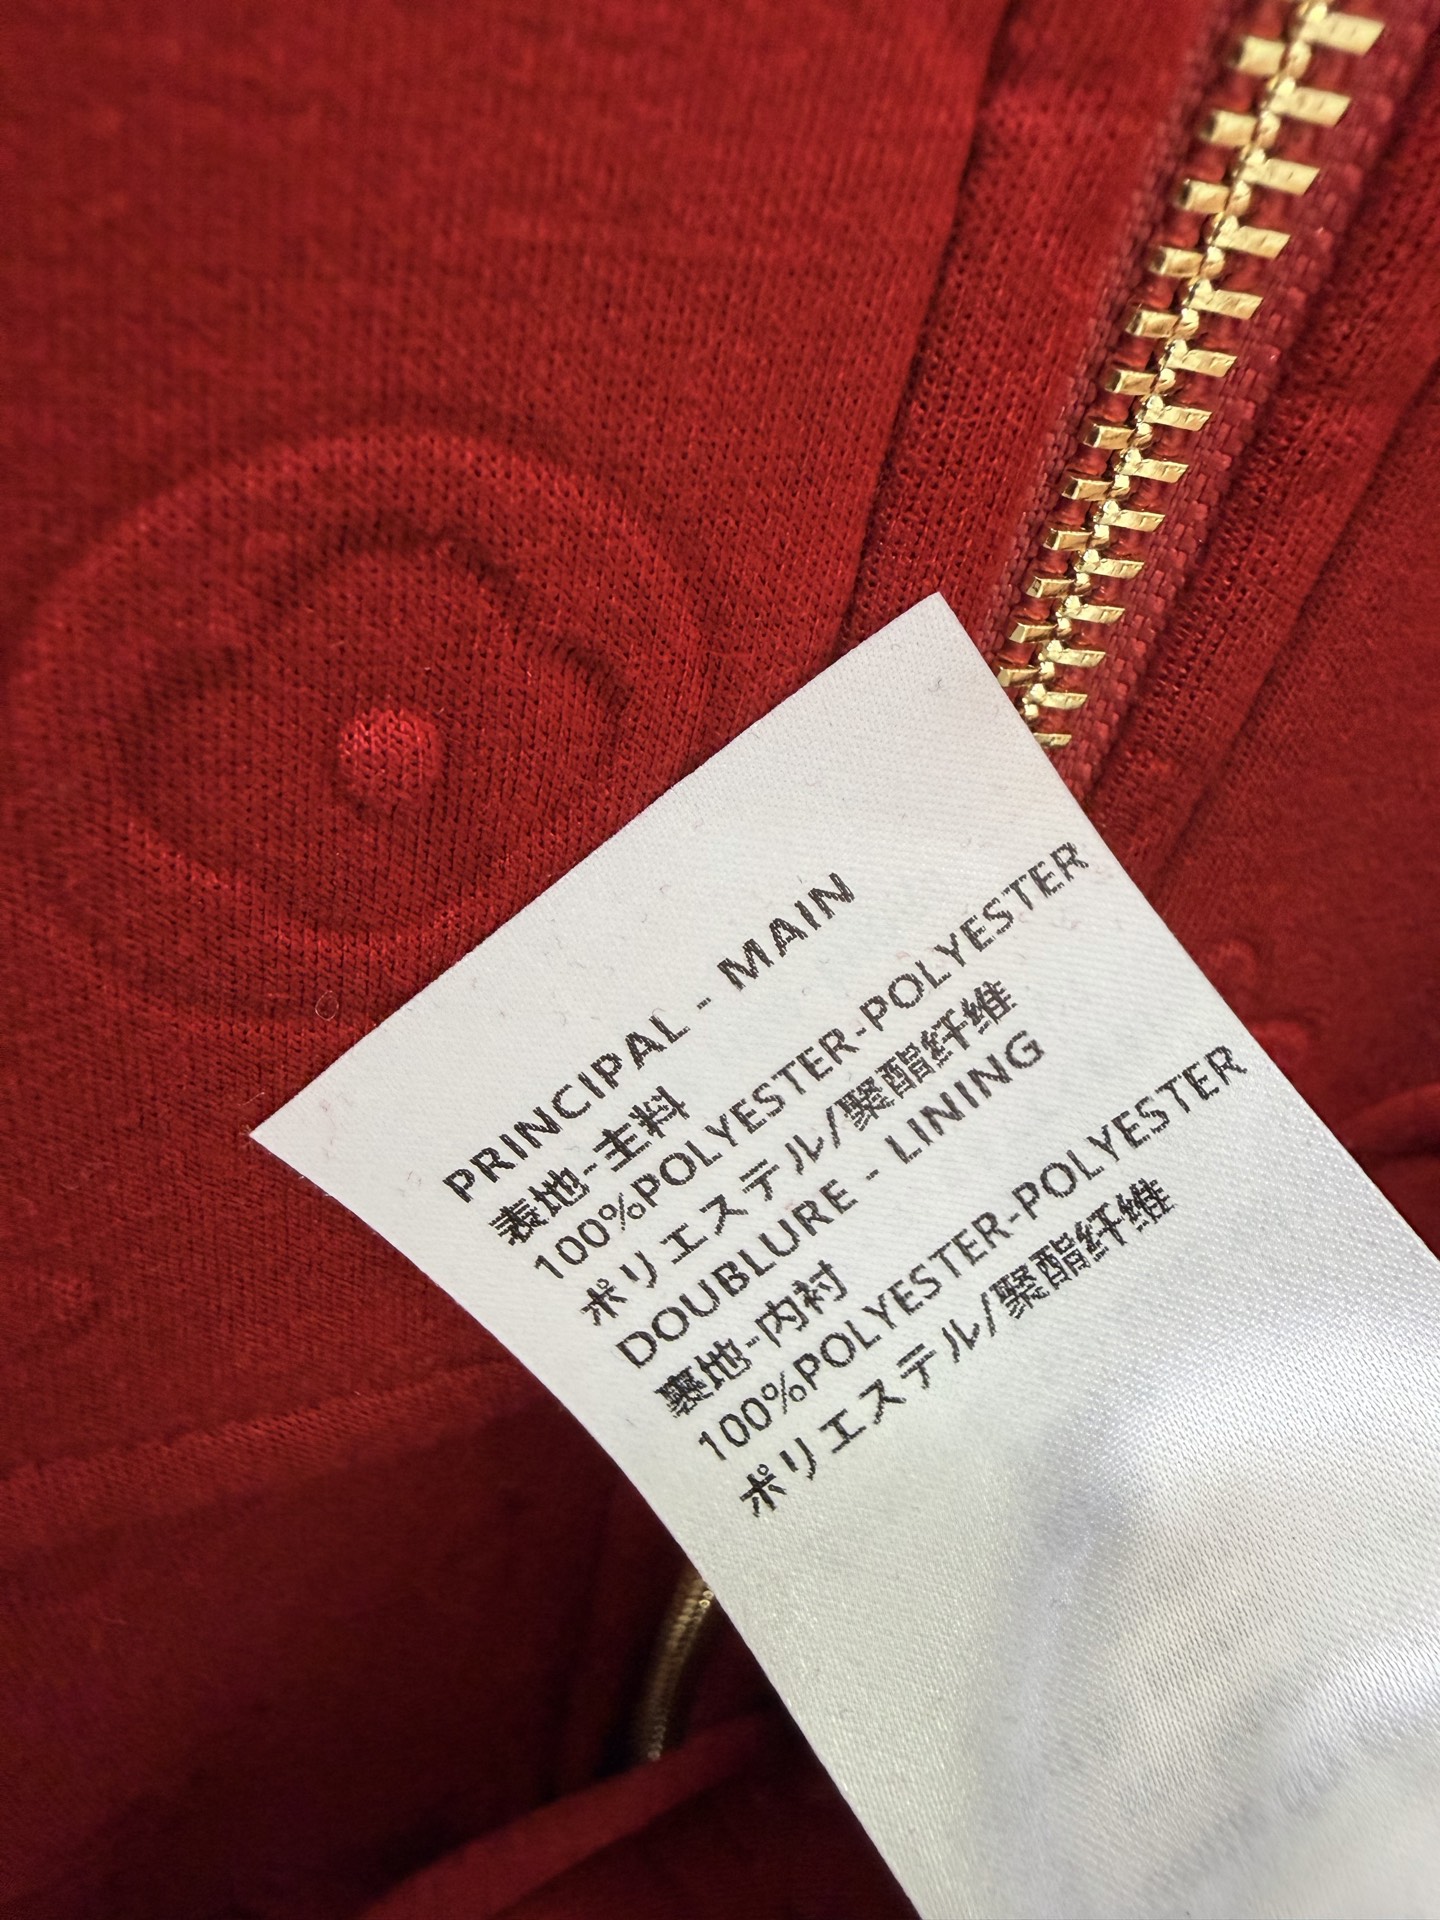 PRINCIPAL - MAIN
表地-主料
100%POLYESTER-POLYESTER
ポリエステル/聚酯纤维
DOUBLURE - LINING
裏地-内衬
100%POLYESTER-POLYESTER
ポリエステル/聚酯纤维